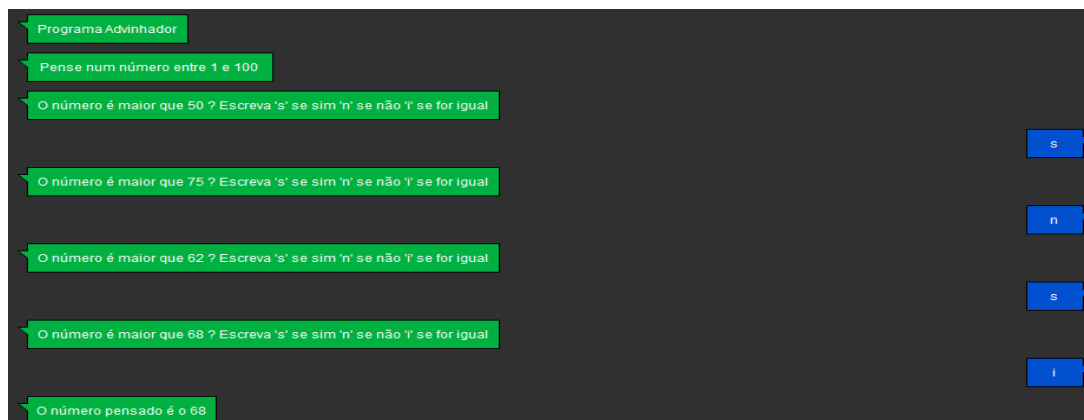 Programa Advinhador
Pense num número entre 1 e 100
O número é maior que 50 ? Escreva 's' se sim 'n' se não 'i' se for igual
s
O número é maior que 75 ? Escreva 's' se sim 'n' se não 'i' se for igual
n
O número é maior que 62 ? Escreva 's' se sim 'n' se não 'i' se for igual
s
O número é maior que 68 ? Escreva 's' se sim 'n' se não 'i' se for igual
i
O número pensado é o 68